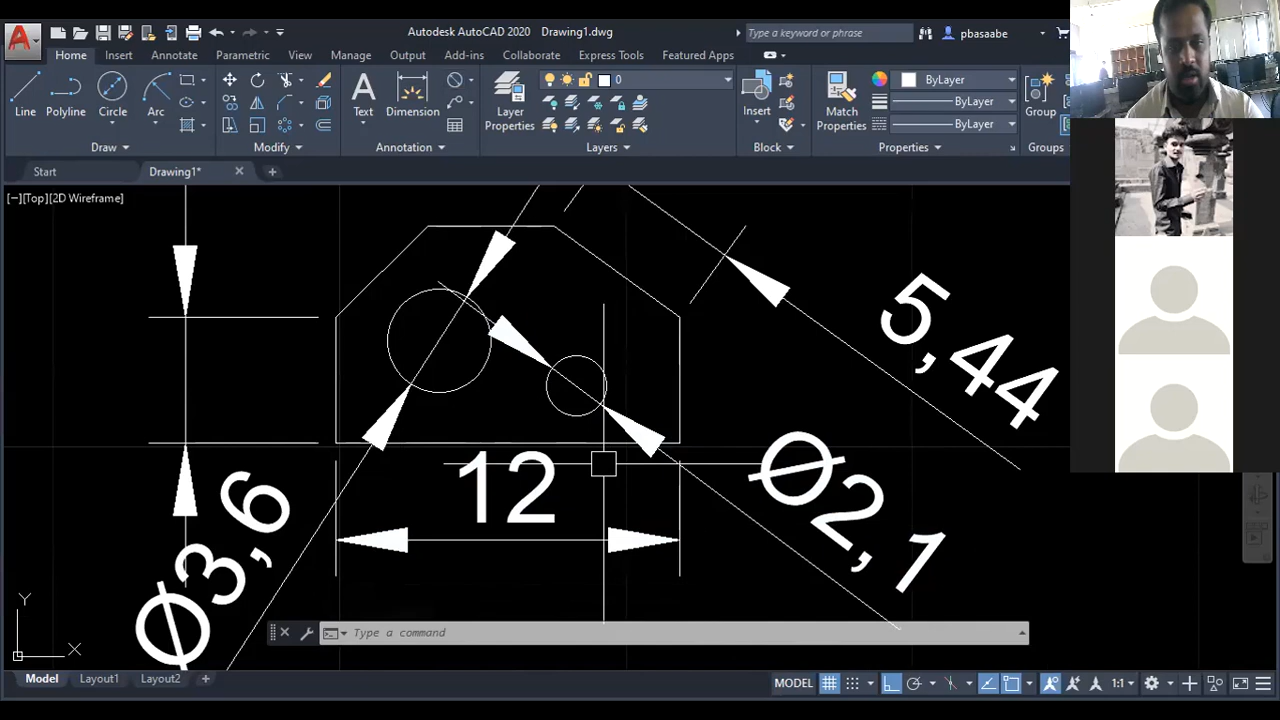 Autodesk AutoCAD 2020 Drawing1.dwg
Type a keyword or phrase
pbasaabe
Home Insert Annotate Parametric View Manage Output Add-ins Collaborate Express Tools Featured Apps
0
ByLayer
ByLayer
ByLayer
Line Polyline Circle Arc
Text Dimension
Layer Properties
Insert
Match Properties
Group
Draw Modify Annotation Layers Block Properties Groups
Start Drawing1*
[−][Top][2D Wireframe]
5,44
12
Ø2,1
Ø3,6
Y
X
Type a command
Model Layout1 Layout2
MODEL
1:1